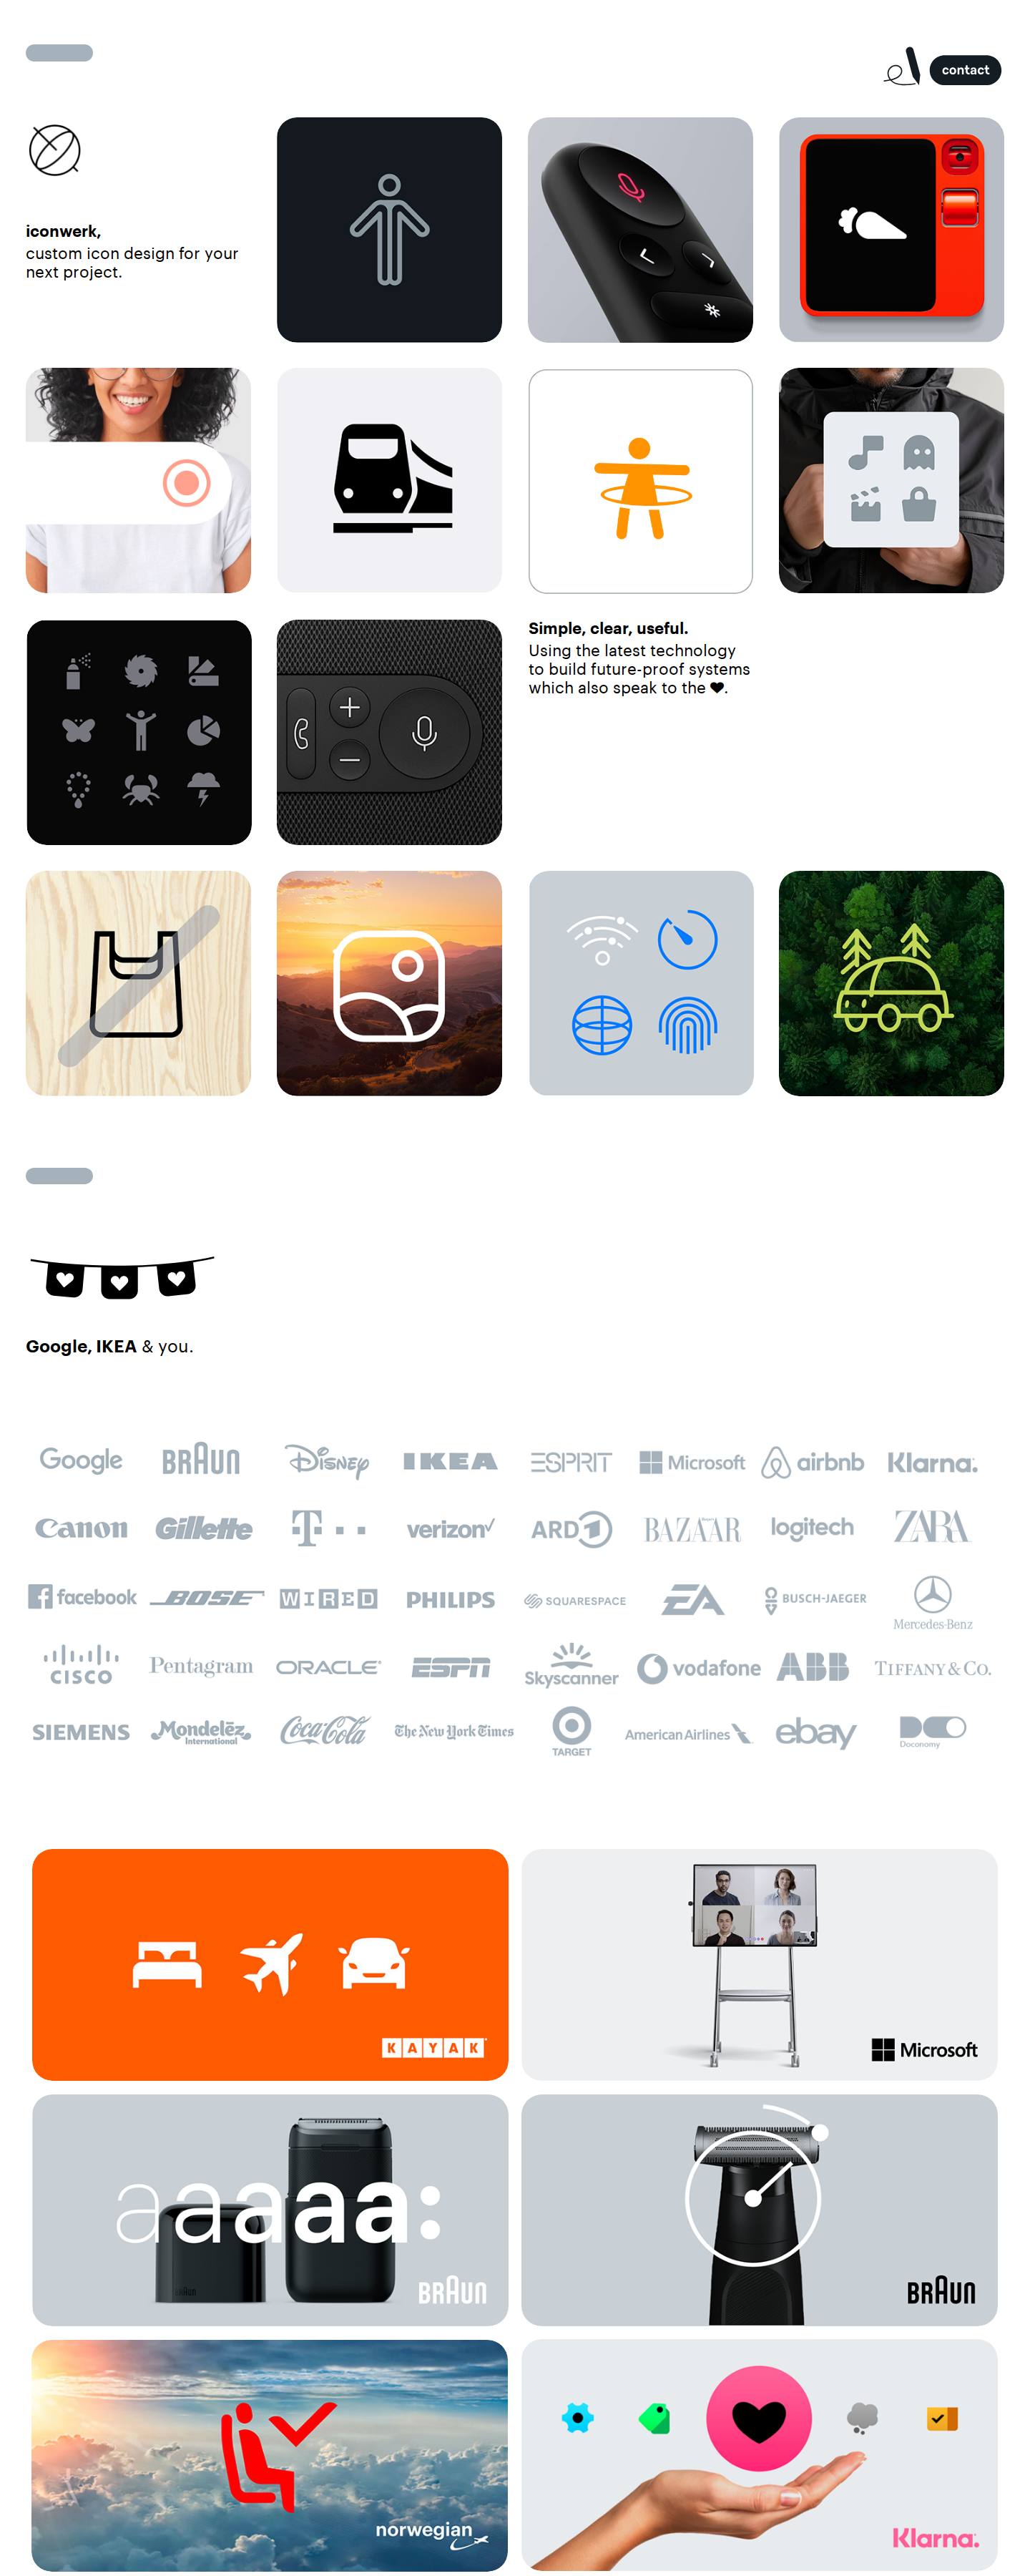 contact
iconwerk,
custom icon design for your
next project.
Simple, clear, useful.
Using the latest technology
to build future-proof systems
which also speak to the ♥.
Google, IKEA & you.
Google BRAUN Disney IKEA ESPRIT Microsoft airbnb Klarna.
Canon Gillette T verizon ARD 1 BAZAAR logitech ZARA
facebook BOSE WIRED PHILIPS SQUARESPACE EA BUSCH-JAEGER Mercedes-Benz
CISCO Pentagram ORACLE ESPN Skyscanner vodafone ABB TIFFANY & CO.
SIEMENS Mondelēz International Coca-Cola The New York Times TARGET American Airlines ebay Doconomy
KAYAK
Microsoft
aaaaa:
BRAUN
BRAUN
BRAUN
norwegian
Klarna.